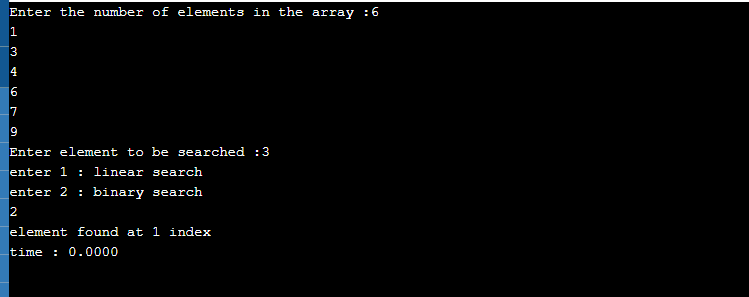 Enter the number of elements in the array :6
1
3
4
6
7
9
Enter element to be searched :3
enter 1 : linear search
enter 2 : binary search
2
element found at 1 index
time : 0.0000